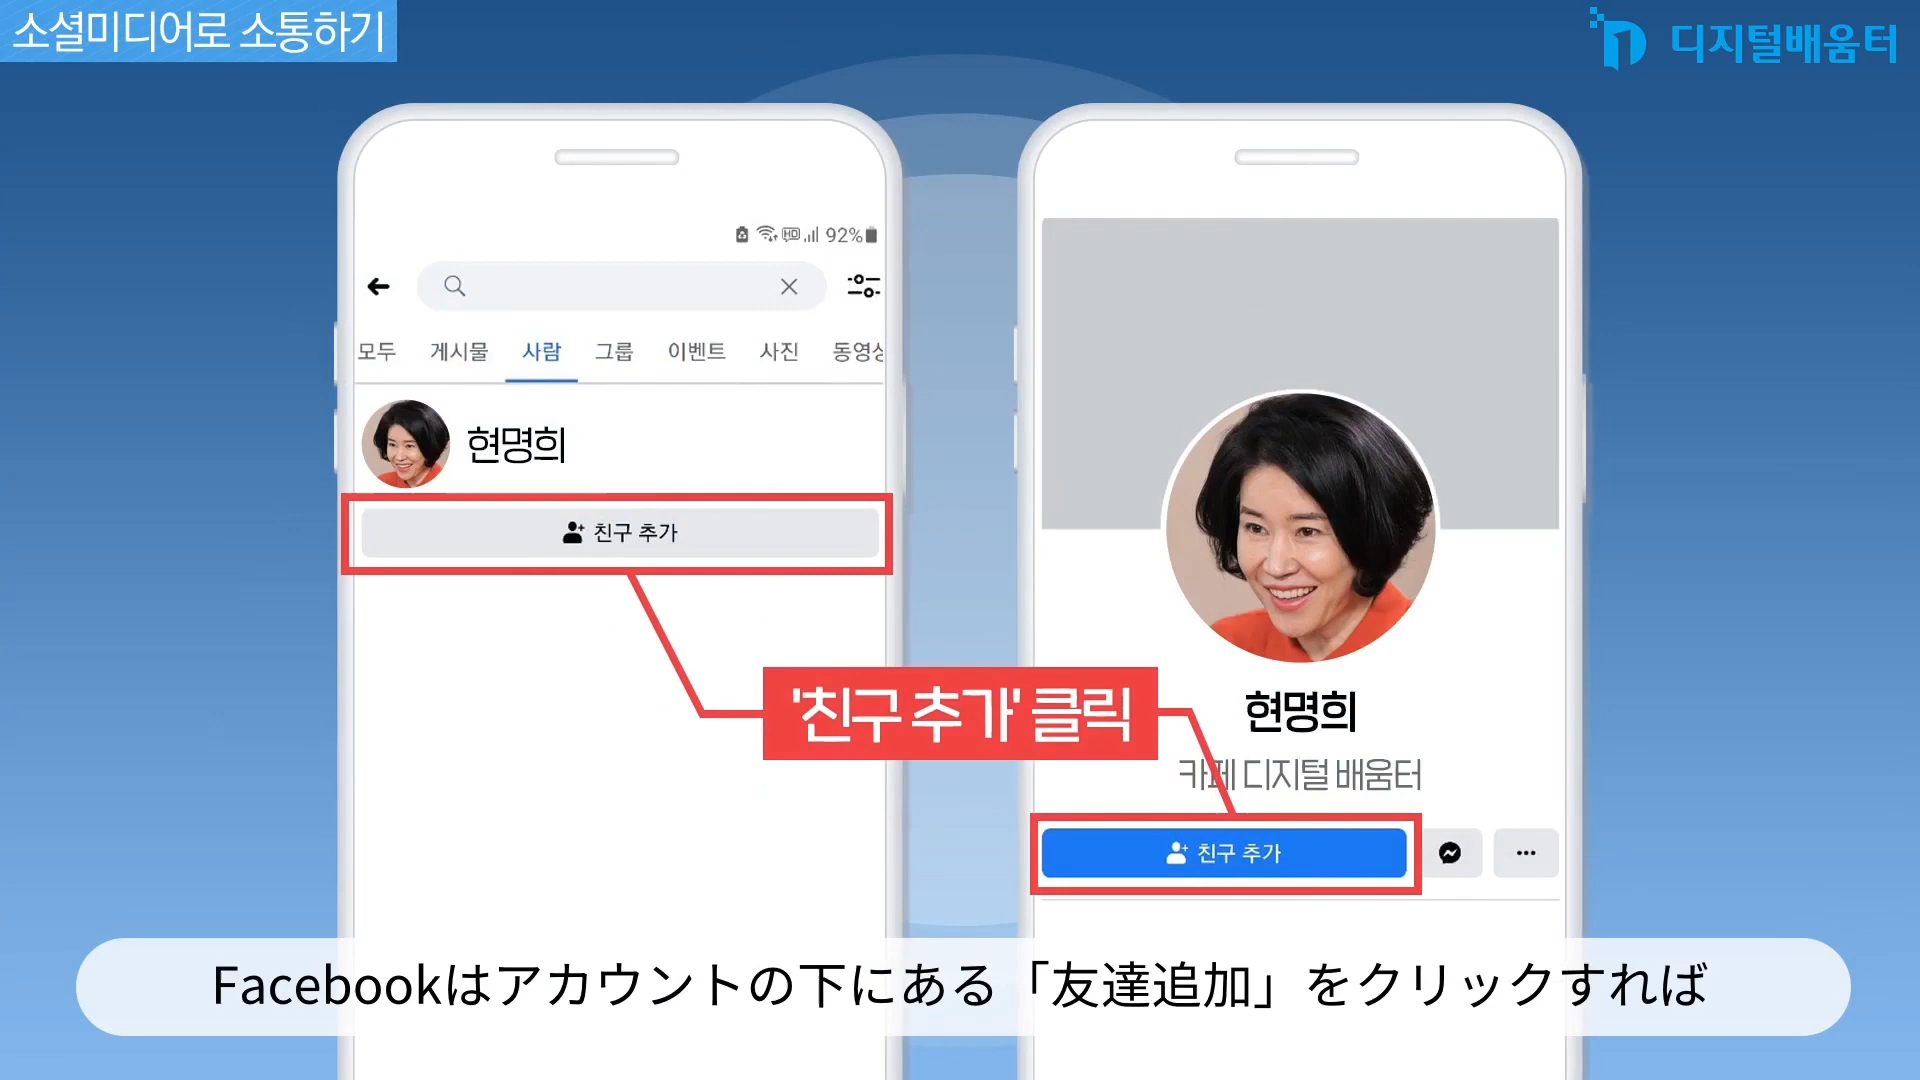 소셜미디어로 소통하기
디지털배움터
HD 92%
모두 게시물 사람 그룹 이벤트 사진 동영상
현명희
친구 추가
'친구 추가' 클릭
현명희
카페 디지털 배움터
친구 추가
Facebookはアカウントの下にある「友達追加」をクリックすれば